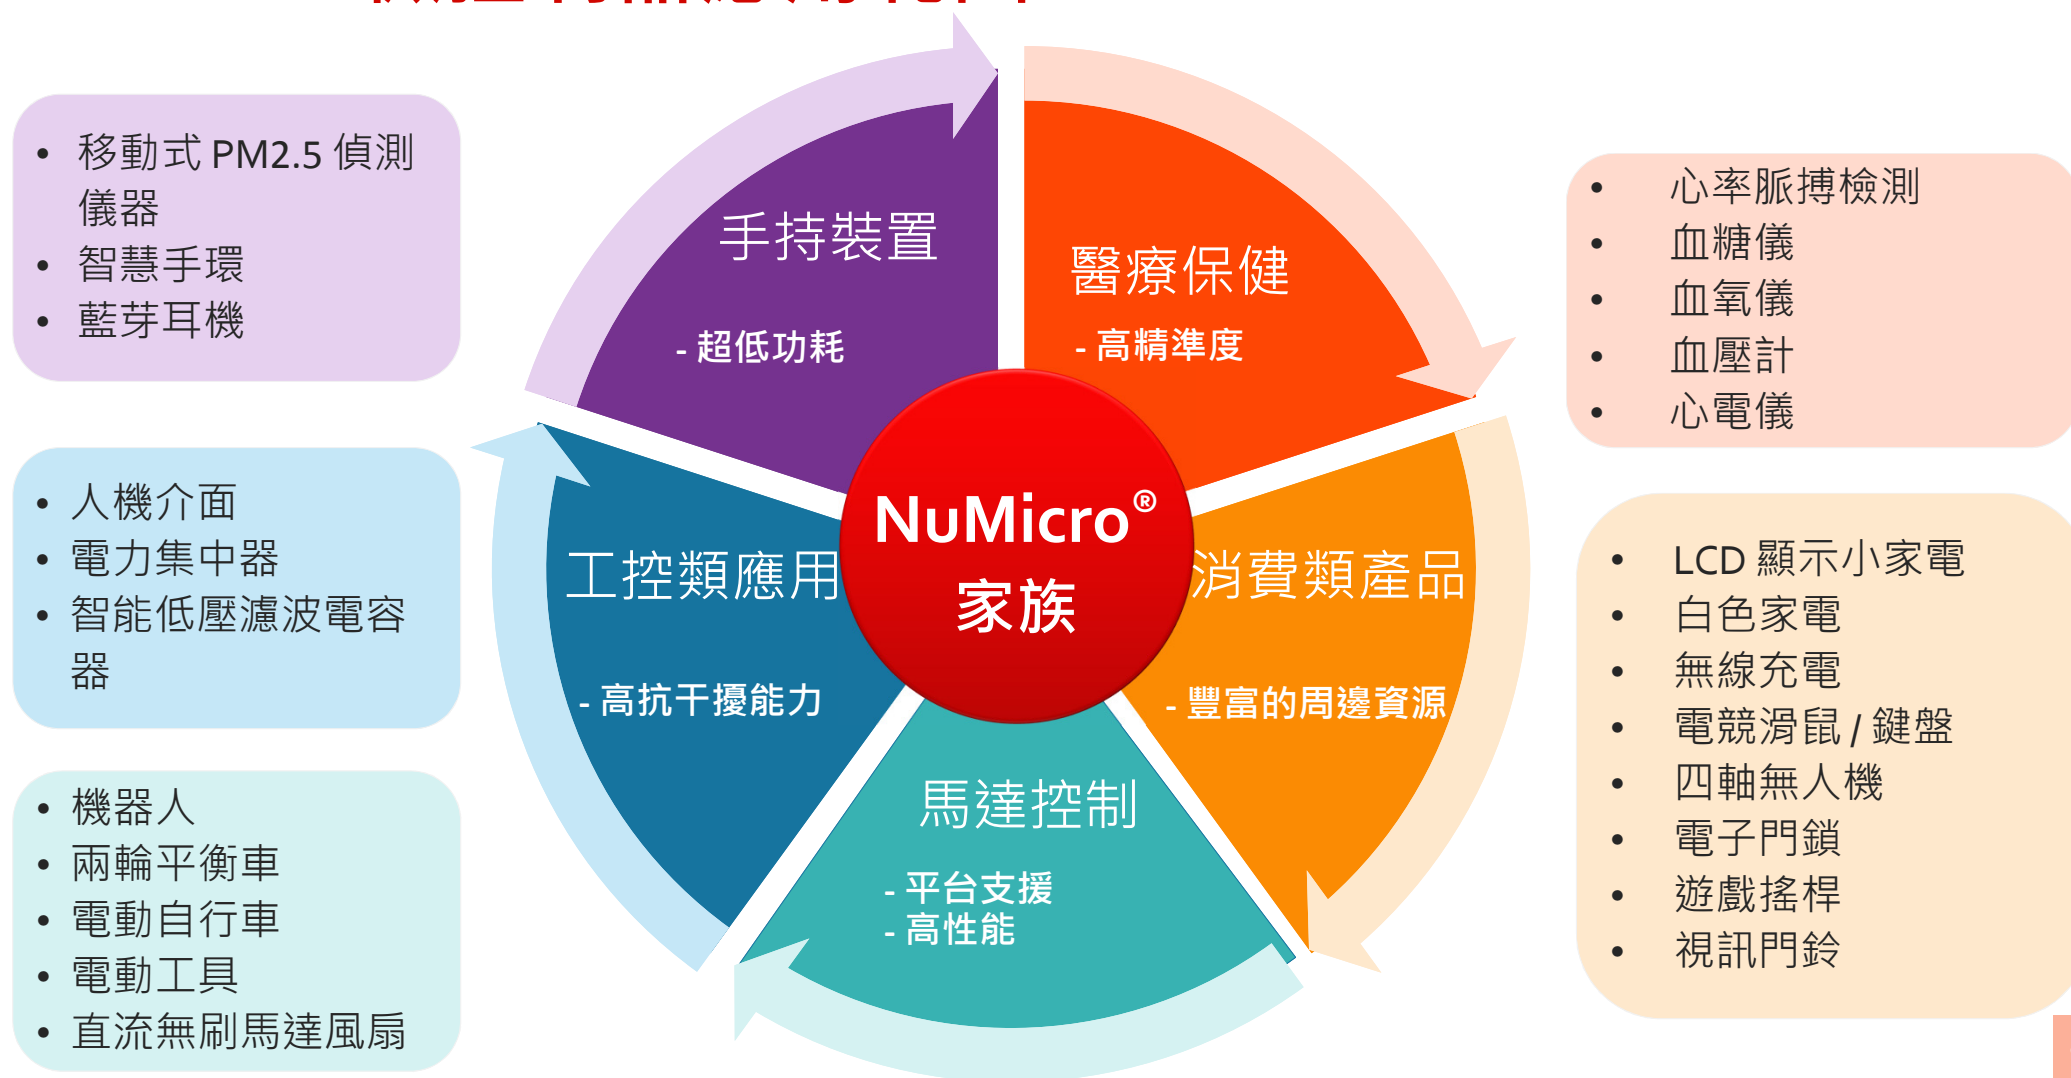 • 移動式 PM2.5 偵測
儀器
• 智慧手環
• 藍芽耳機
• 人機介面
• 電力集中器
• 智能低壓濾波電容
器
• 機器人
• 兩輪平衡車
• 電動自行車
• 電動工具
• 直流無刷馬達風扇
手持裝置
- 超低功耗
醫療保健
- 高精準度
NuMicro®
家族
工控類應用
- 高抗干擾能力
消費類產品
- 豐富的周邊資源
馬達控制
- 平台支援
- 高性能
• 心率脈搏檢測
• 血糖儀
• 血氧儀
• 血壓計
• 心電儀
• LCD 顯示小家電
• 白色家電
• 無線充電
• 電競滑鼠 / 鍵盤
• 四軸無人機
• 電子門鎖
• 遊戲搖桿
• 視訊門鈴